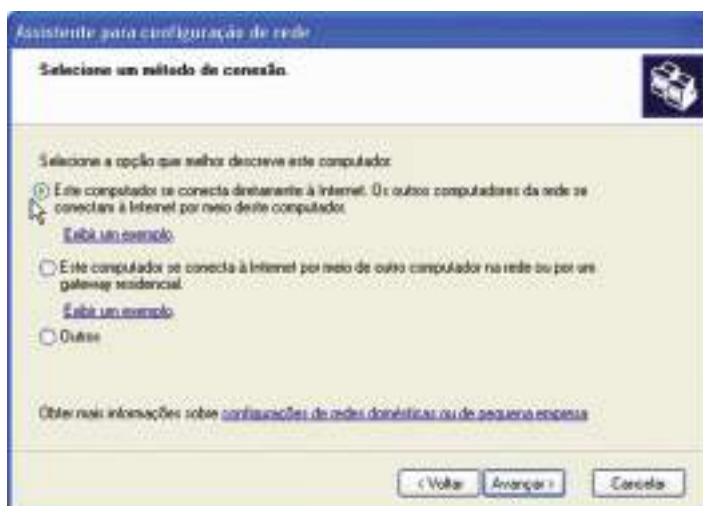 Assistente para configuração de rede
Selecione um método de conexão.
Selecione a opção que melhor descreve este computador:
Este computador se conecta diretamente à Internet. Os outros computadores da rede se
conectam à Internet por meio deste computador.
Exibir um exemplo.
Este computador se conecta à Internet por meio de outro computador na rede ou por um
gateway residencial.
Exibir um exemplo.
Outros
Obter mais informações sobre configurações de redes domésticas ou de pequena empresa
< Voltar Avançar > Cancelar